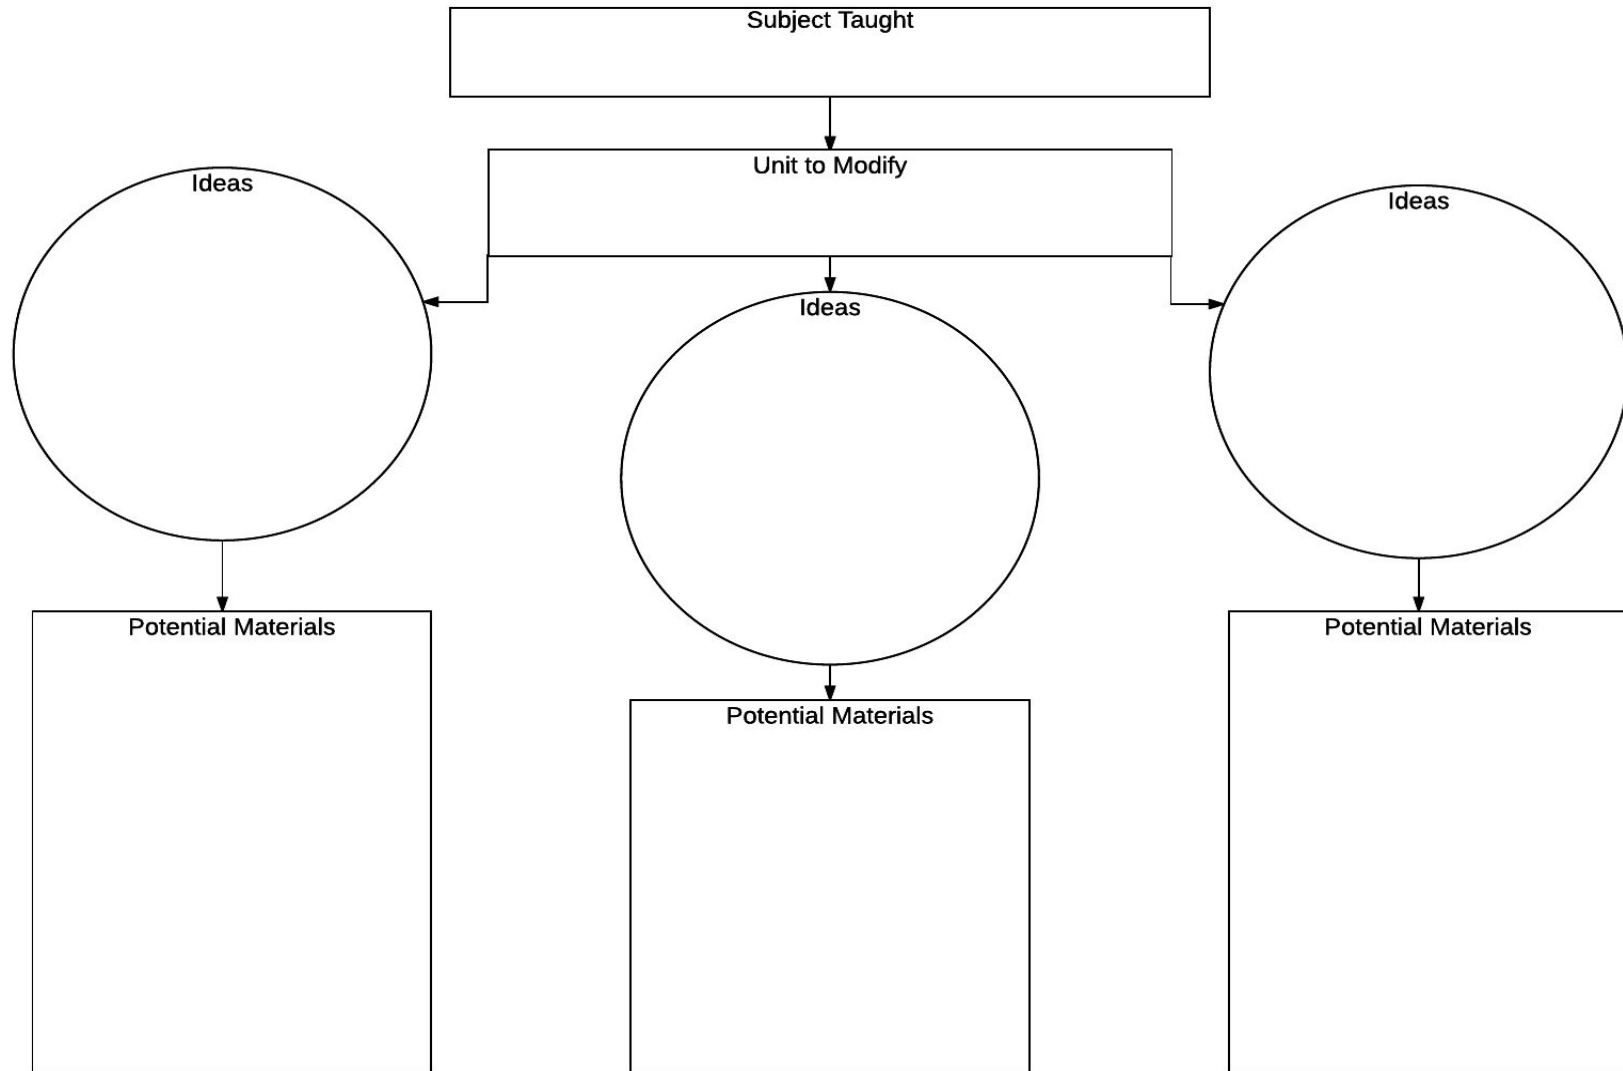 Subject Taught
Unit to Modify
Ideas
Ideas
Ideas
Potential Materials
Potential Materials
Potential Materials